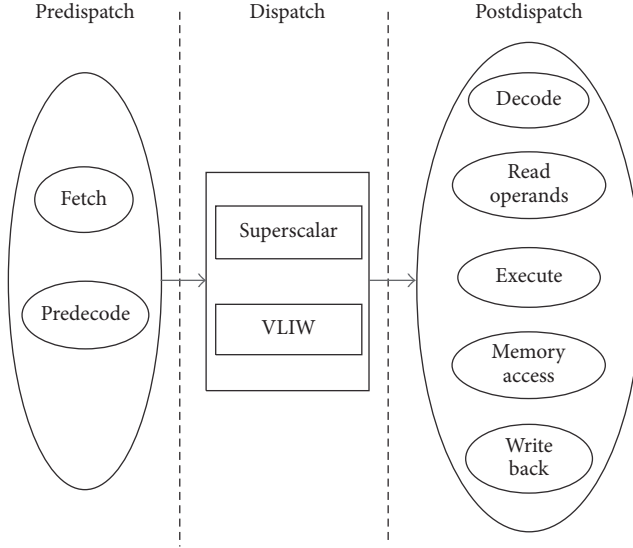 Predispatch
Dispatch
Postdispatch
Fetch
Predecode
Superscalar
VLIW
Decode
Read
operands
Execute
Memory
access
Write
back